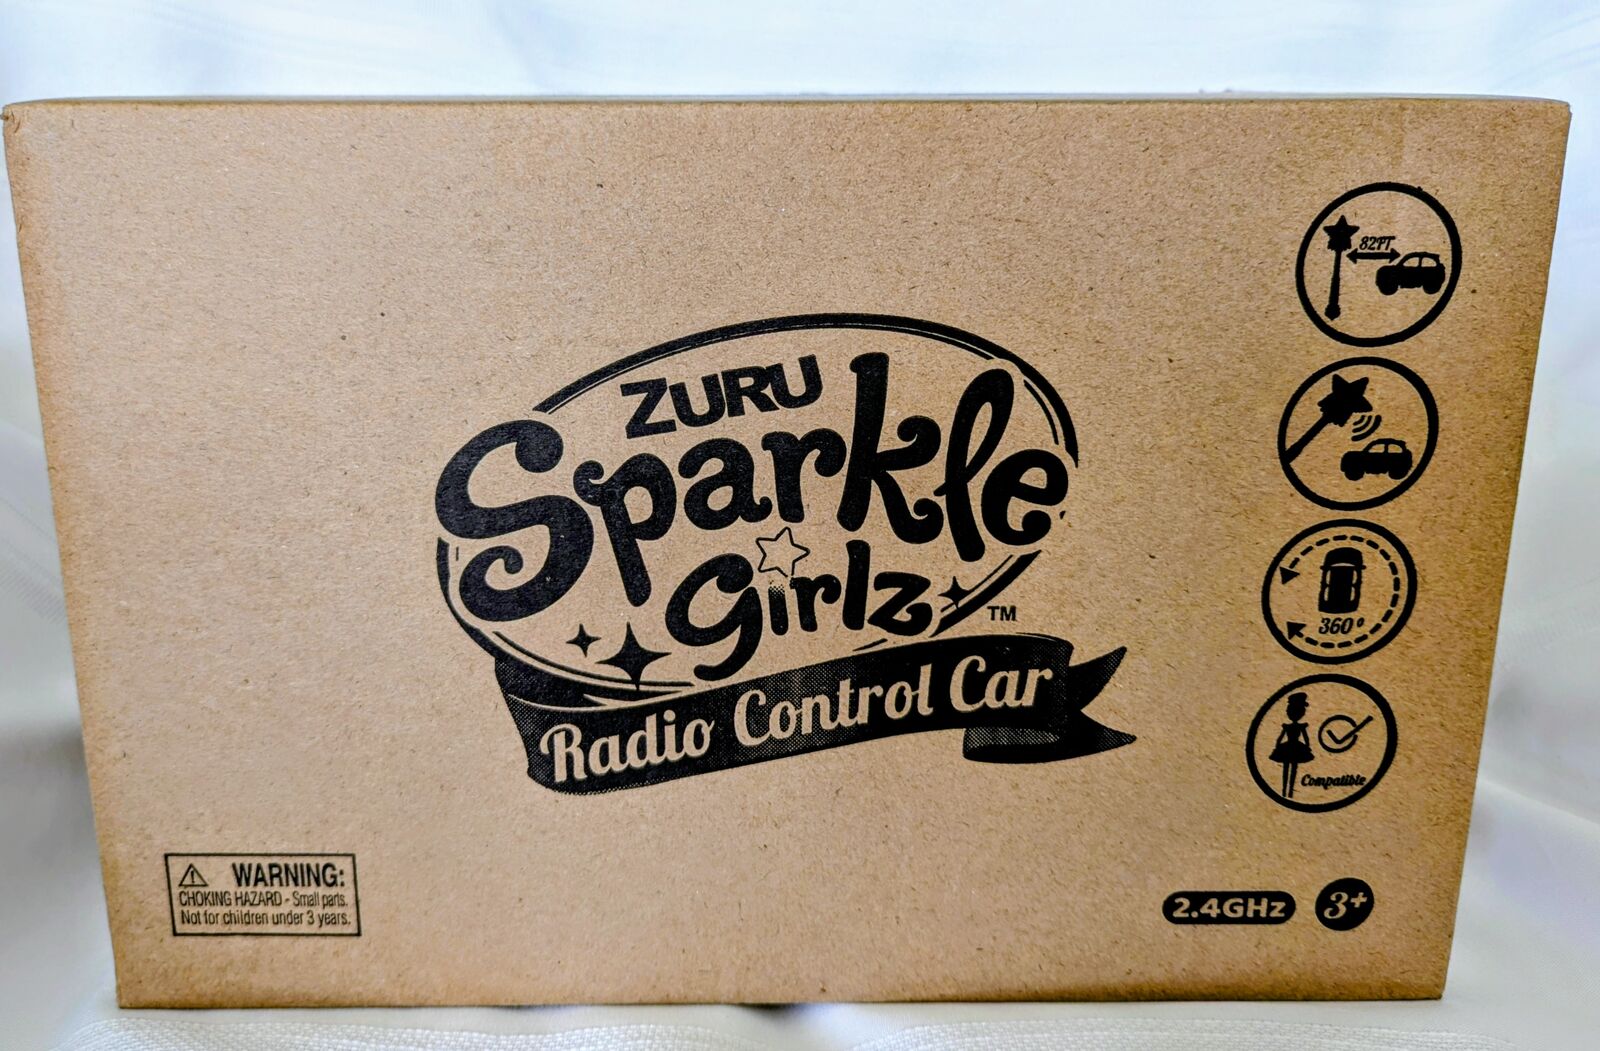 ZURU
Sparkle
Girlz
TM
Radio Control Car
82FT
360°
Compatible
⚠ WARNING:
CHOKING HAZARD - Small parts.
Not for children under 3 years.
2.4GHz
3+